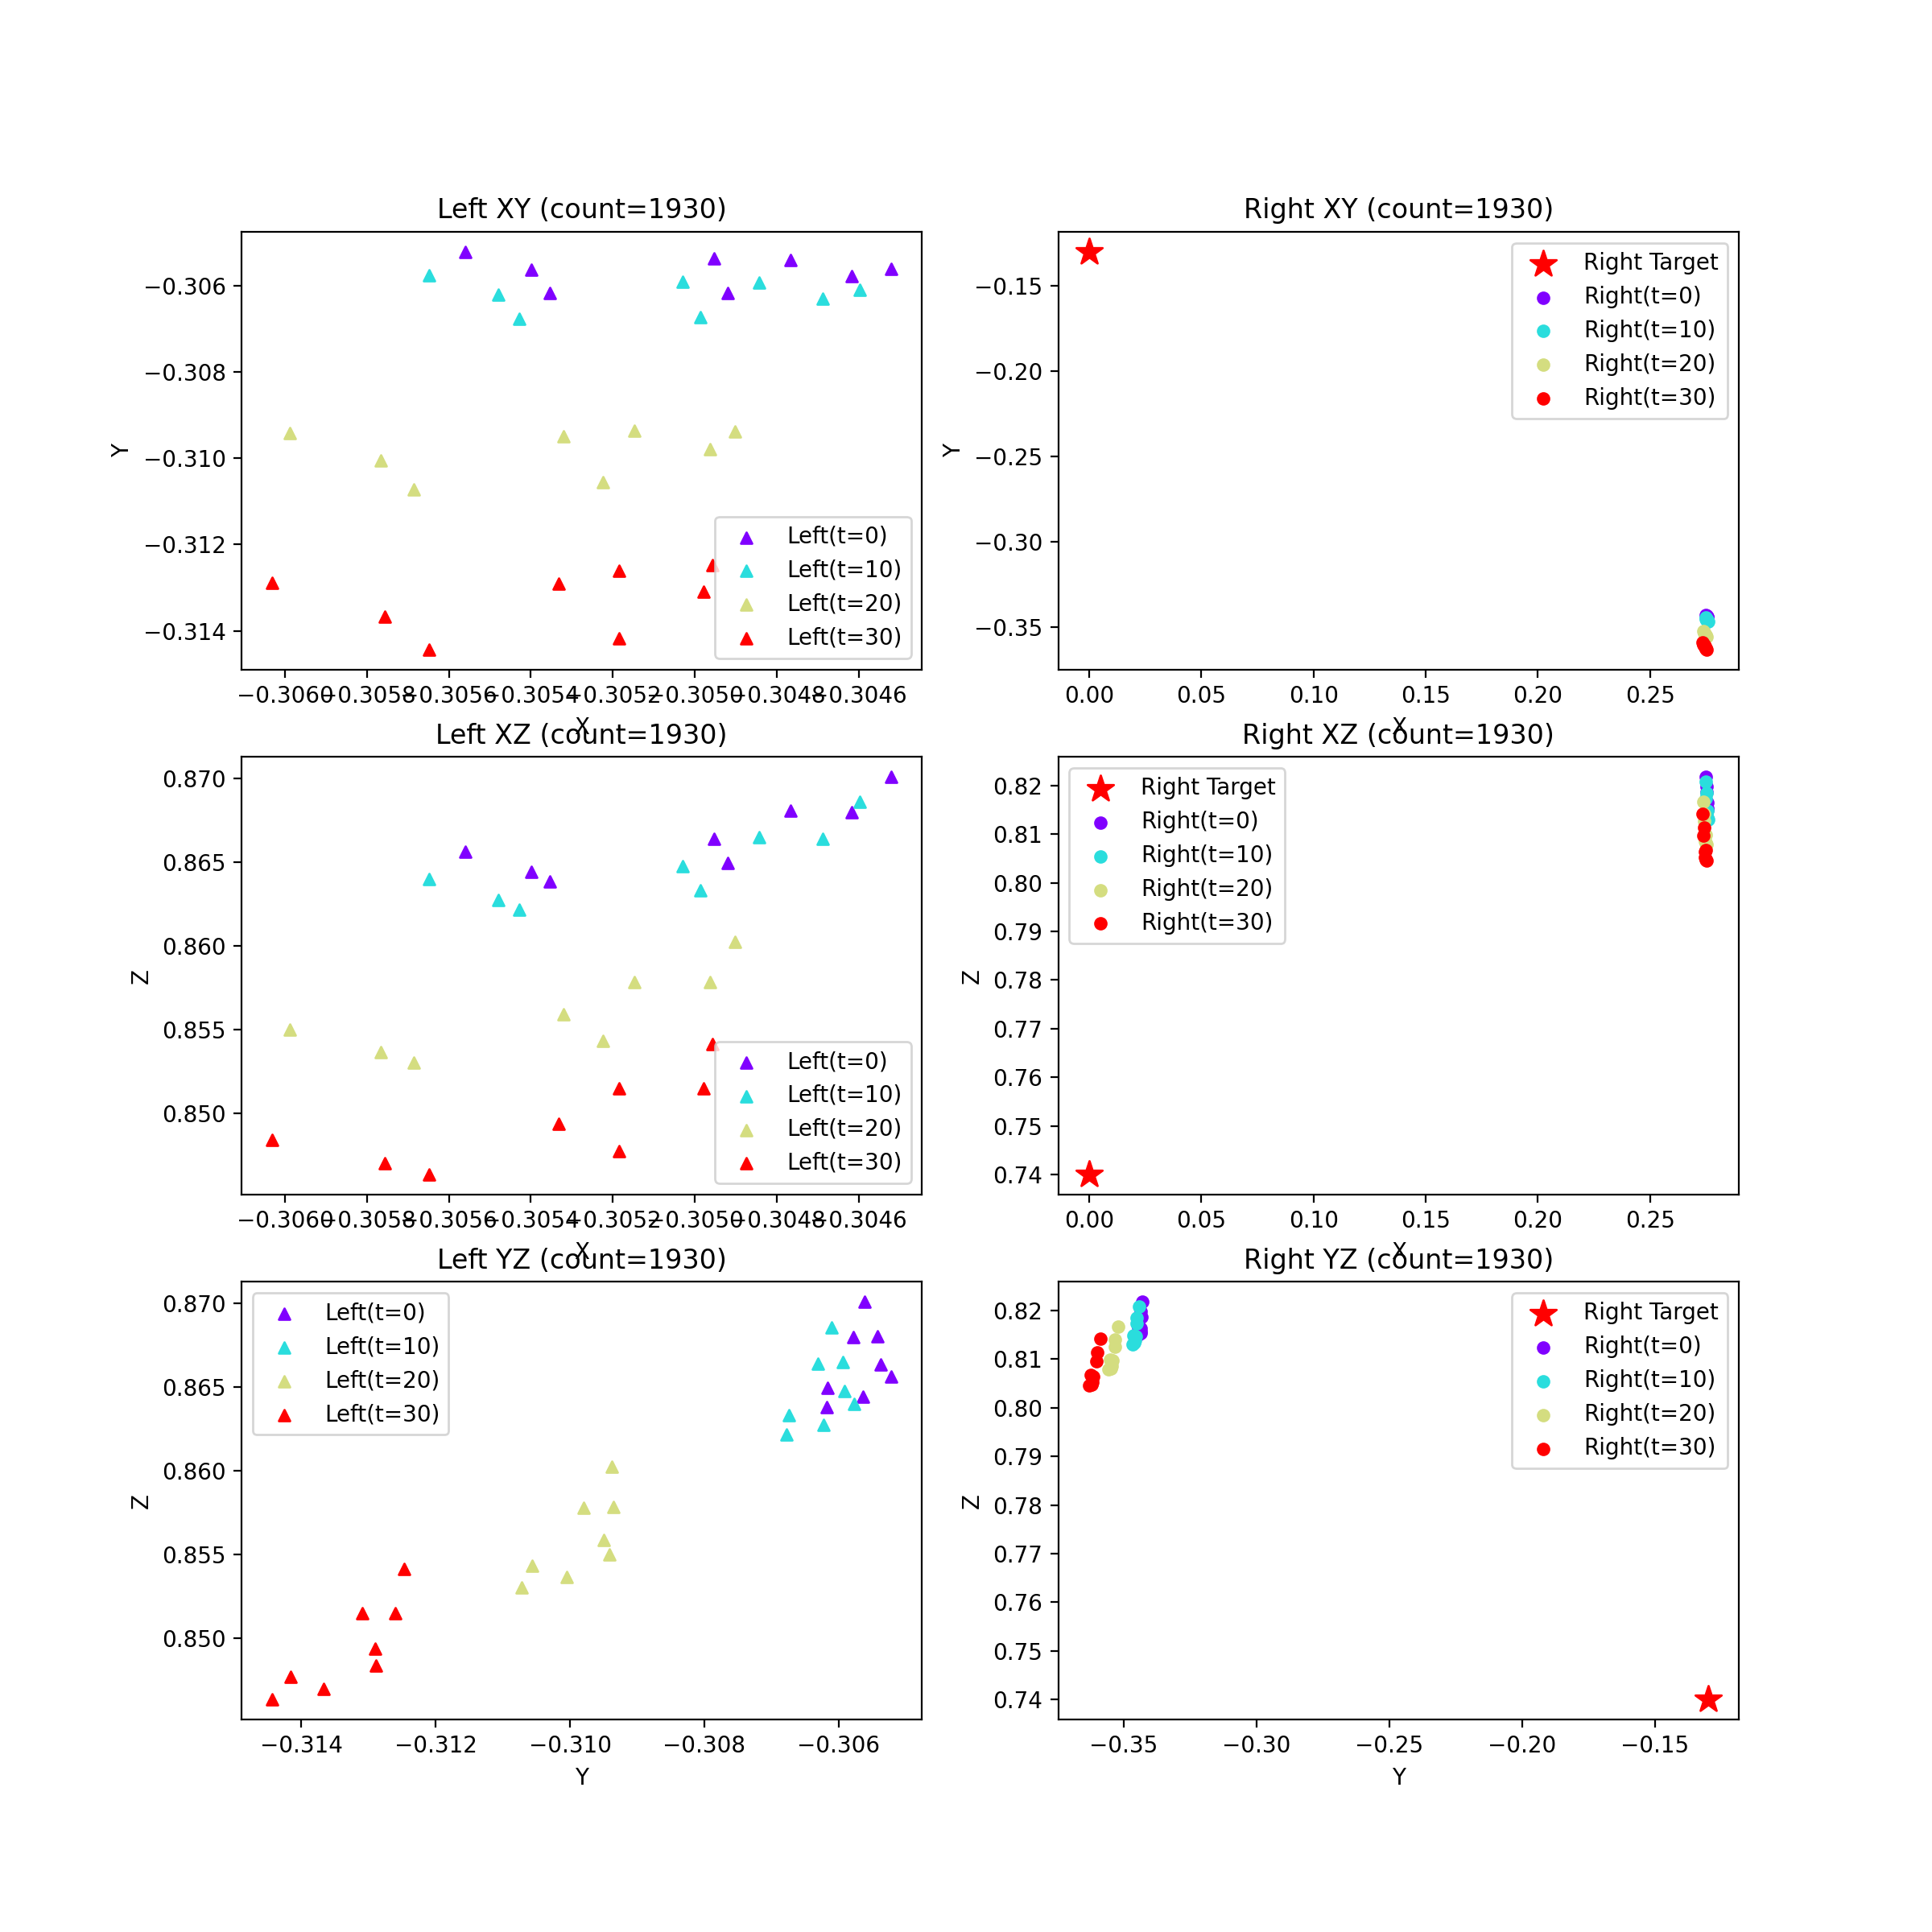 Left XY (count=1930)
Y
−0.306
−0.308
−0.310
−0.312
−0.314
Left(t=0)
Left(t=10)
Left(t=20)
Left(t=30)
−0.3060 −0.3058 −0.3056 −0.3054 −0.3052 −0.3050 −0.3048 −0.3046
X
Right XY (count=1930)
Y
−0.15
−0.20
−0.25
−0.30
−0.35
Right Target
Right(t=0)
Right(t=10)
Right(t=20)
Right(t=30)
0.00 0.05 0.10 0.15 0.20 0.25
X
Left XZ (count=1930)
Z
0.870
0.865
0.860
0.855
0.850
Left(t=0)
Left(t=10)
Left(t=20)
Left(t=30)
−0.3060 −0.3058 −0.3056 −0.3054 −0.3052 −0.3050 −0.3048 −0.3046
X
Right XZ (count=1930)
Z
0.82
0.81
0.80
0.79
0.78
0.77
0.76
0.75
0.74
Right Target
Right(t=0)
Right(t=10)
Right(t=20)
Right(t=30)
0.00 0.05 0.10 0.15 0.20 0.25
X
Left YZ (count=1930)
Z
0.870
0.865
0.860
0.855
0.850
Left(t=0)
Left(t=10)
Left(t=20)
Left(t=30)
−0.314 −0.312 −0.310 −0.308 −0.306
Y
Right YZ (count=1930)
Z
0.82
0.81
0.80
0.79
0.78
0.77
0.76
0.75
0.74
Right Target
Right(t=0)
Right(t=10)
Right(t=20)
Right(t=30)
−0.35 −0.30 −0.25 −0.20 −0.15
Y